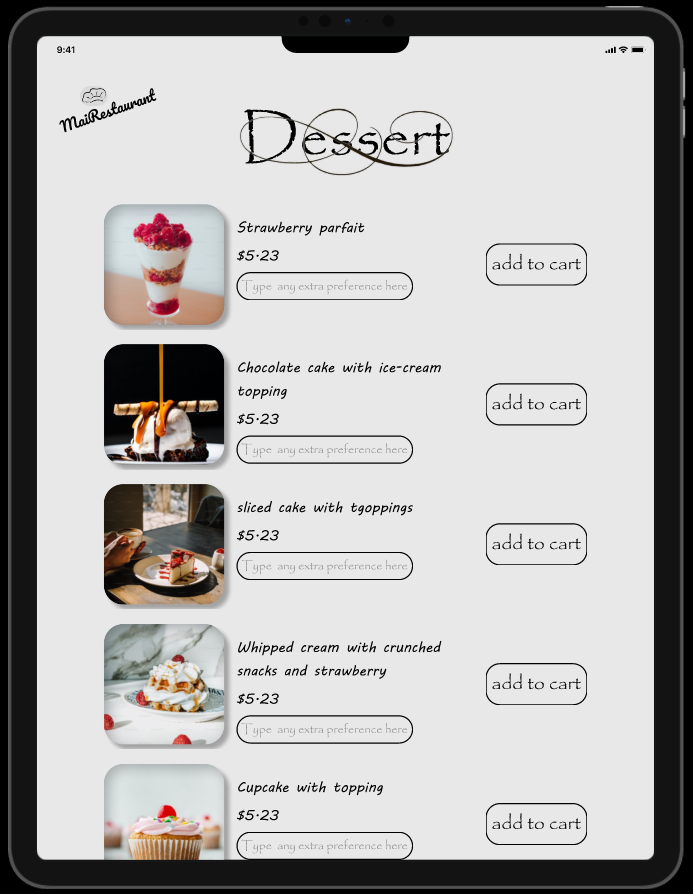 9:41
MaiRestaurant
Dessert
Strawberry parfait
$5.23
Type any extra preference here
add to cart
Chocolate cake with ice-cream
topping
$5.23
Type any extra preference here
add to cart
sliced cake with tgoppings
$5.23
Type any extra preference here
add to cart
Whipped cream with crunched
snacks and strawberry
$5.23
Type any extra preference here
add to cart
Cupcake with topping
$5.23
Type any extra preference here
add to cart